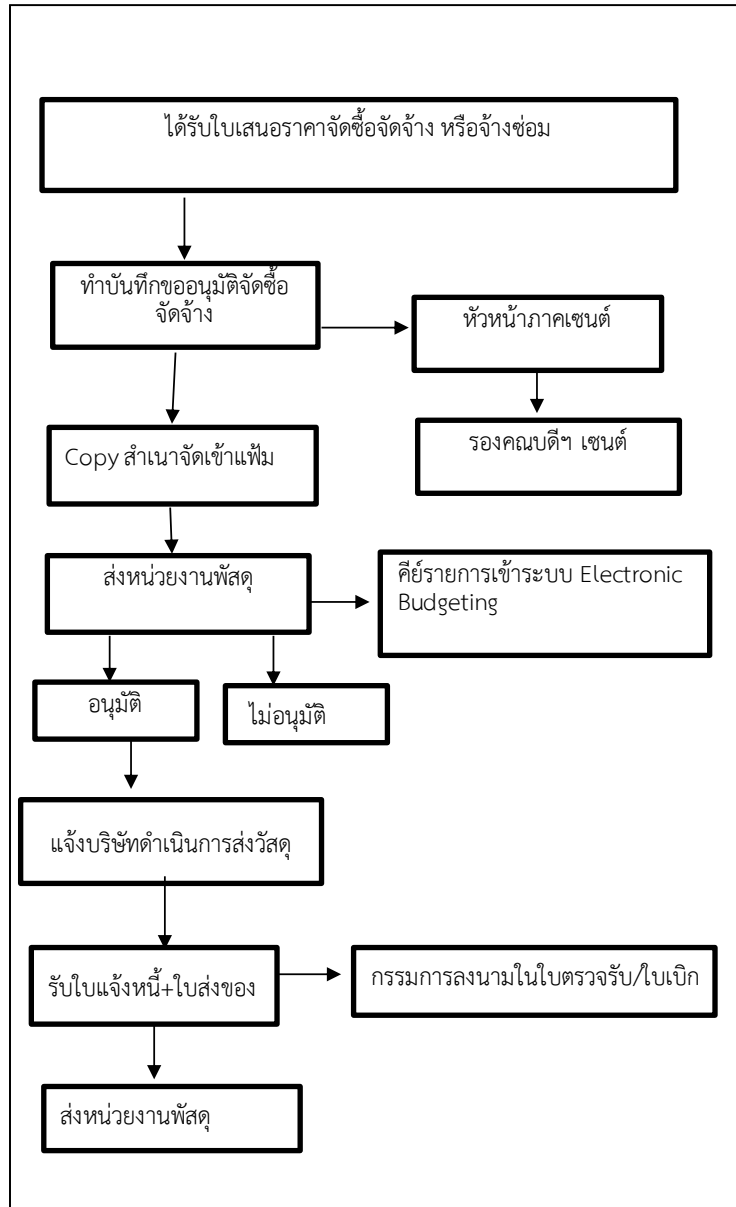 ได้รับใบเสนอราคาจัดซื้อจัดจ้าง หรือจ้างซ่อม
ทำบันทึกขออนุมัติจัดซื้อ
จัดจ้าง
หัวหน้าภาคเซนต์
รองคณบดีฯ เซนต์
Copy สำเนาจัดเข้าแฟ้ม
ส่งหน่วยงานพัสดุ
คีย์รายการเข้าระบบ Electronic
Budgeting
อนุมัติ
ไม่อนุมัติ
แจ้งบริษัทดำเนินการส่งวัสดุ
รับใบแจ้งหนี้+ใบส่งของ
กรรมการลงนามในใบตรวจรับ/ใบเบิก
ส่งหน่วยงานพัสดุ